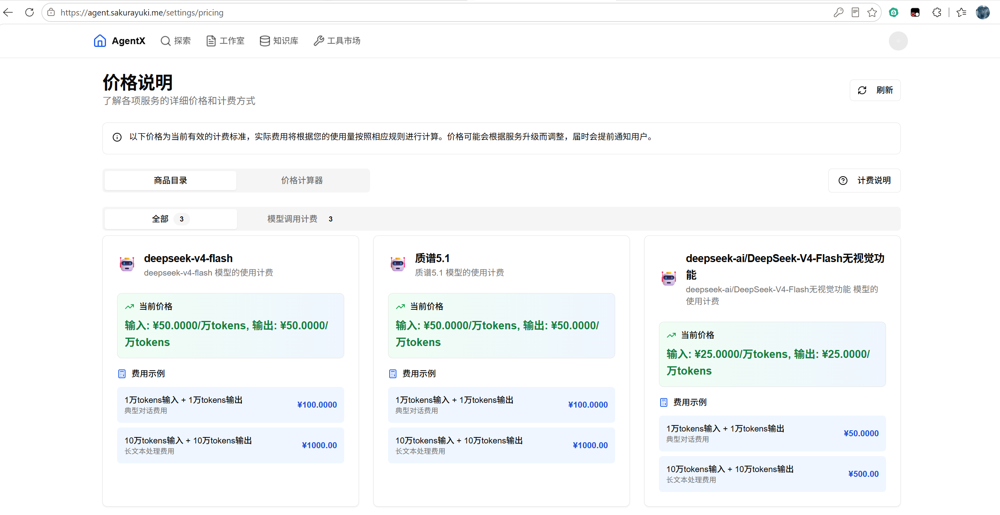 https://agent.sakurayuki.me/settings/pricing
AgentX 探索 工作室 知识库 工具市场
价格说明
了解各项服务的详细价格和计费方式
刷新
以下价格为当前有效的计费标准，实际费用将根据您的使用量按照相应规则进行计算。价格可能会根据服务升级而调整，届时会提前通知用户。
商品目录 价格计算器
计费说明
全部 3 模型调用计费 3
deepseek-v4-flash
deepseek-v4-flash 模型的使用计费
当前价格
输入: ¥50.0000/万tokens, 输出: ¥50.0000/
万tokens
费用示例
1万tokens输入 + 1万tokens输出
典型对话费用
¥100.0000
10万tokens输入 + 10万tokens输出
长文本处理费用
¥1000.00
质谱5.1
质谱5.1 模型的使用计费
当前价格
输入: ¥50.0000/万tokens, 输出: ¥50.0000/
万tokens
费用示例
1万tokens输入 + 1万tokens输出
典型对话费用
¥100.0000
10万tokens输入 + 10万tokens输出
长文本处理费用
¥1000.00
deepseek-ai/DeepSeek-V4-Flash无视觉功
能
deepseek-ai/DeepSeek-V4-Flash无视觉功能 模型的
使用计费
当前价格
输入: ¥25.0000/万tokens, 输出: ¥25.0000/
万tokens
费用示例
1万tokens输入 + 1万tokens输出
典型对话费用
¥50.0000
10万tokens输入 + 10万tokens输出
长文本处理费用
¥500.00